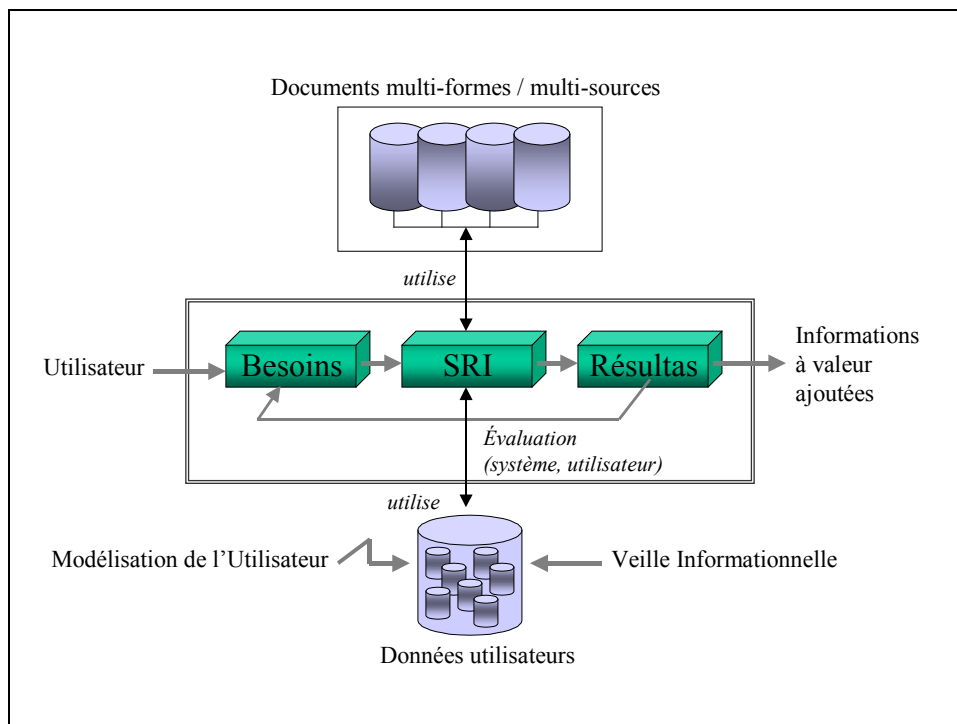 Documents multi-formes / multi-sources
utilise
Utilisateur
Besoins
SRI
Résultas
Informations
à valeur
ajoutées
Évaluation
(système, utilisateur)
utilise
Modélisation de l'Utilisateur
Veille Informationnelle
Données utilisateurs